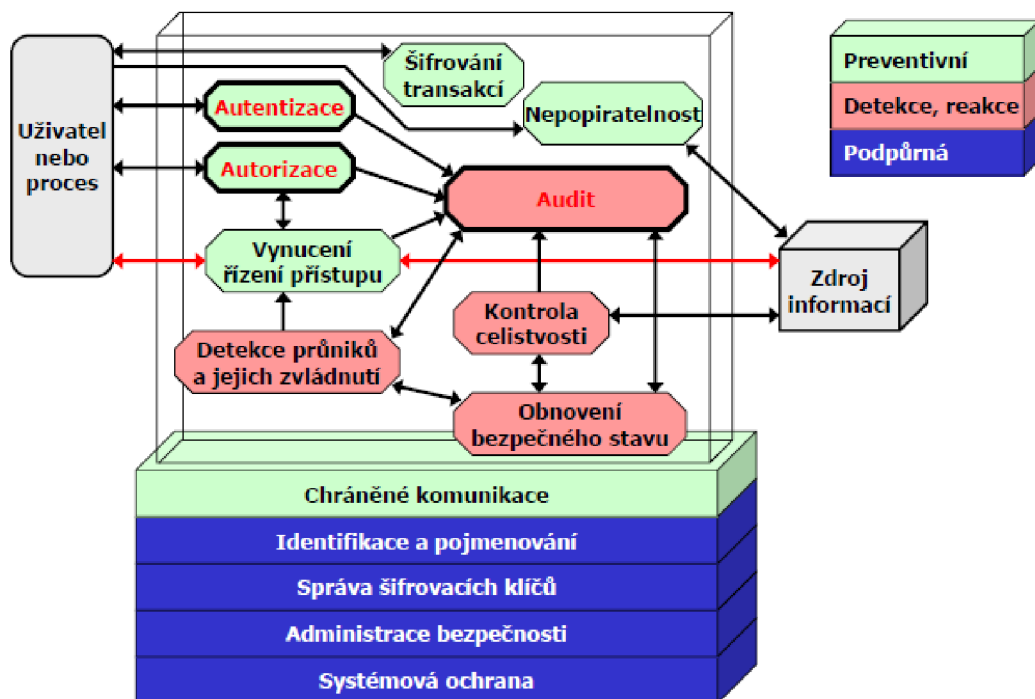 Uživatel
nebo
proces
Šifrování
transakcí
Nepopiratelnost
Autentizace
Autorizace
Audit
Vynucení
řízení přístupu
Detekce průniků
a jejich zvládnutí
Kontrola
celistvosti
Obnovení
bezpečného stavu
Zdroj
informací
Preventivní
Detekce, reakce
Podpůrná
Chráněné komunikace
Identifikace a pojmenování
Správa šifrovacích klíčů
Administrace bezpečnosti
Systémová ochrana